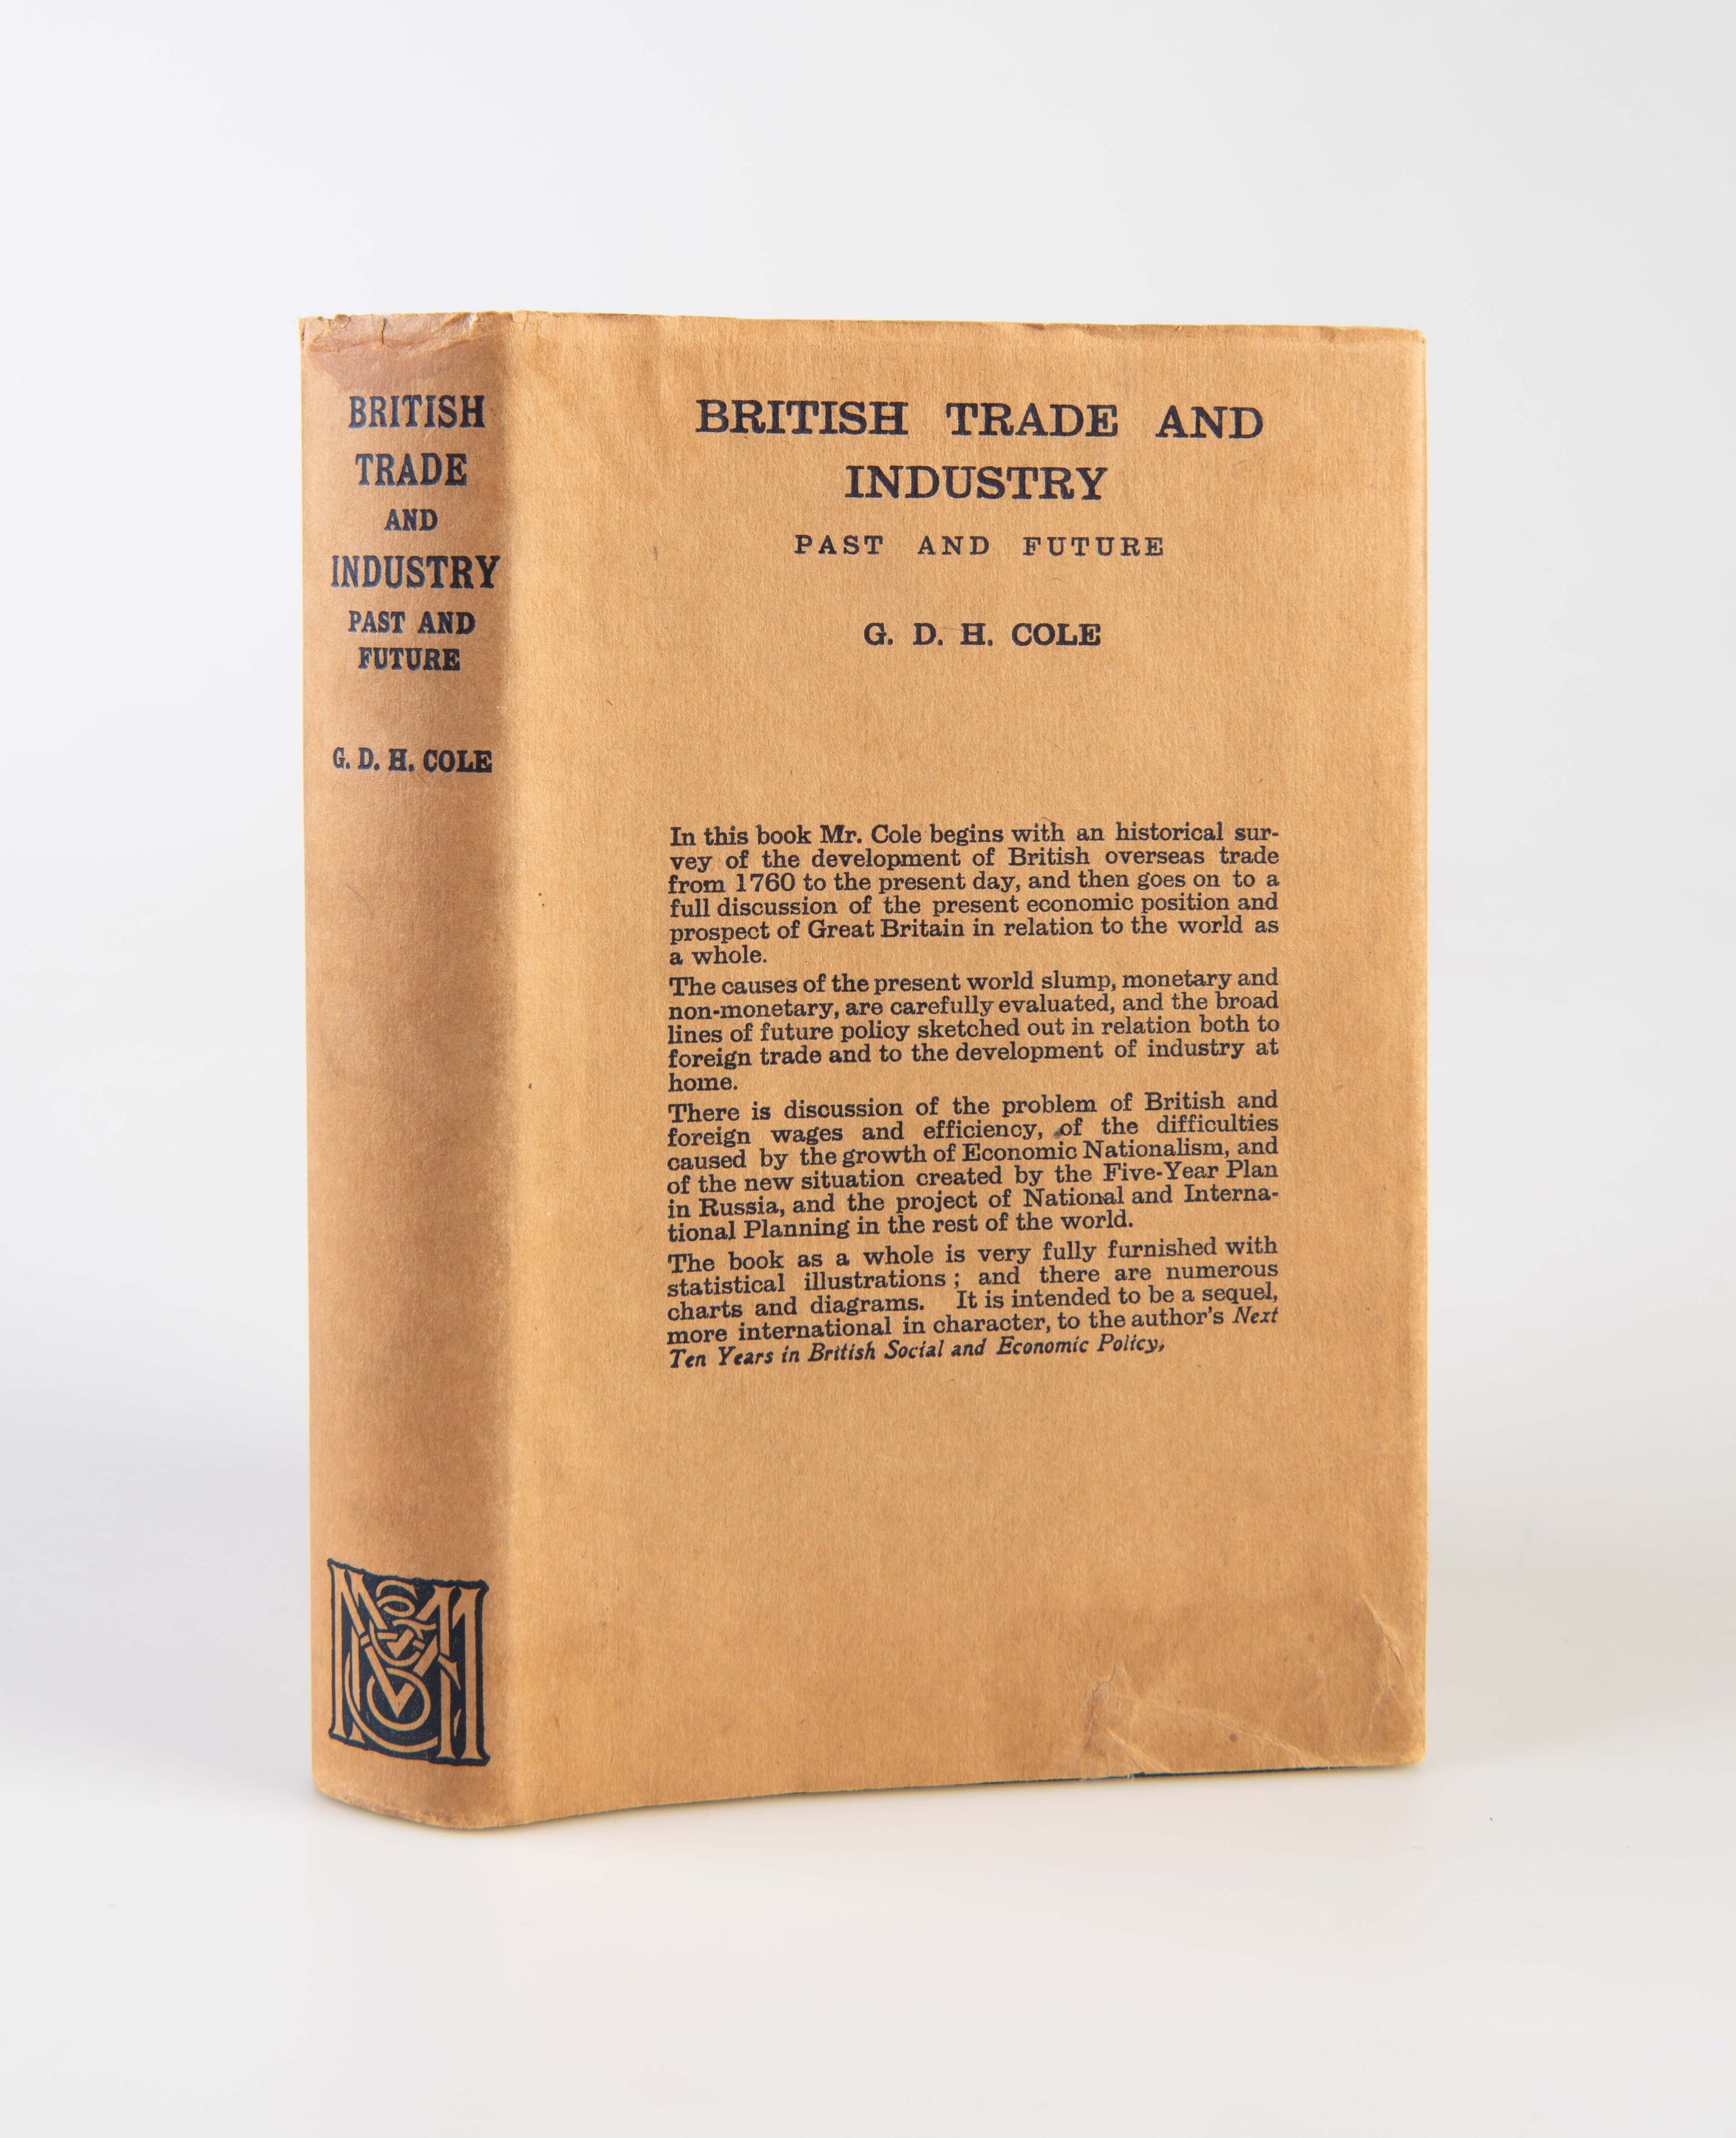 BRITISH
TRADE
AND
INDUSTRY
PAST AND
FUTURE
G. D. H. COLE
BRITISH TRADE AND
INDUSTRY
PAST AND FUTURE
G. D. H. COLE
In this book Mr. Cole begins with an historical sur-
vey of the development of British overseas trade
from 1760 to the present day, and then goes on to a
full discussion of the present economic position and
prospect of Great Britain in relation to the world as
a whole.
The causes of the present world slump, monetary and
non-monetary, are carefully evaluated, and the broad
lines of future policy sketched out in relation both to
foreign trade and to the development of industry at
home.
There is discussion of the problem of British and
foreign wages and efficiency, of the difficulties
caused by the growth of Economic Nationalism, and
of the new situation created by the Five-Year Plan
in Russia, and the project of National and Interna-
tional Planning in the rest of the world.
The book as a whole is very fully furnished with
statistical illustrations ; and there are numerous
charts and diagrams. It is intended to be a sequel,
more international in character, to the author's Next
Ten Years in British Social and Economic Policy,